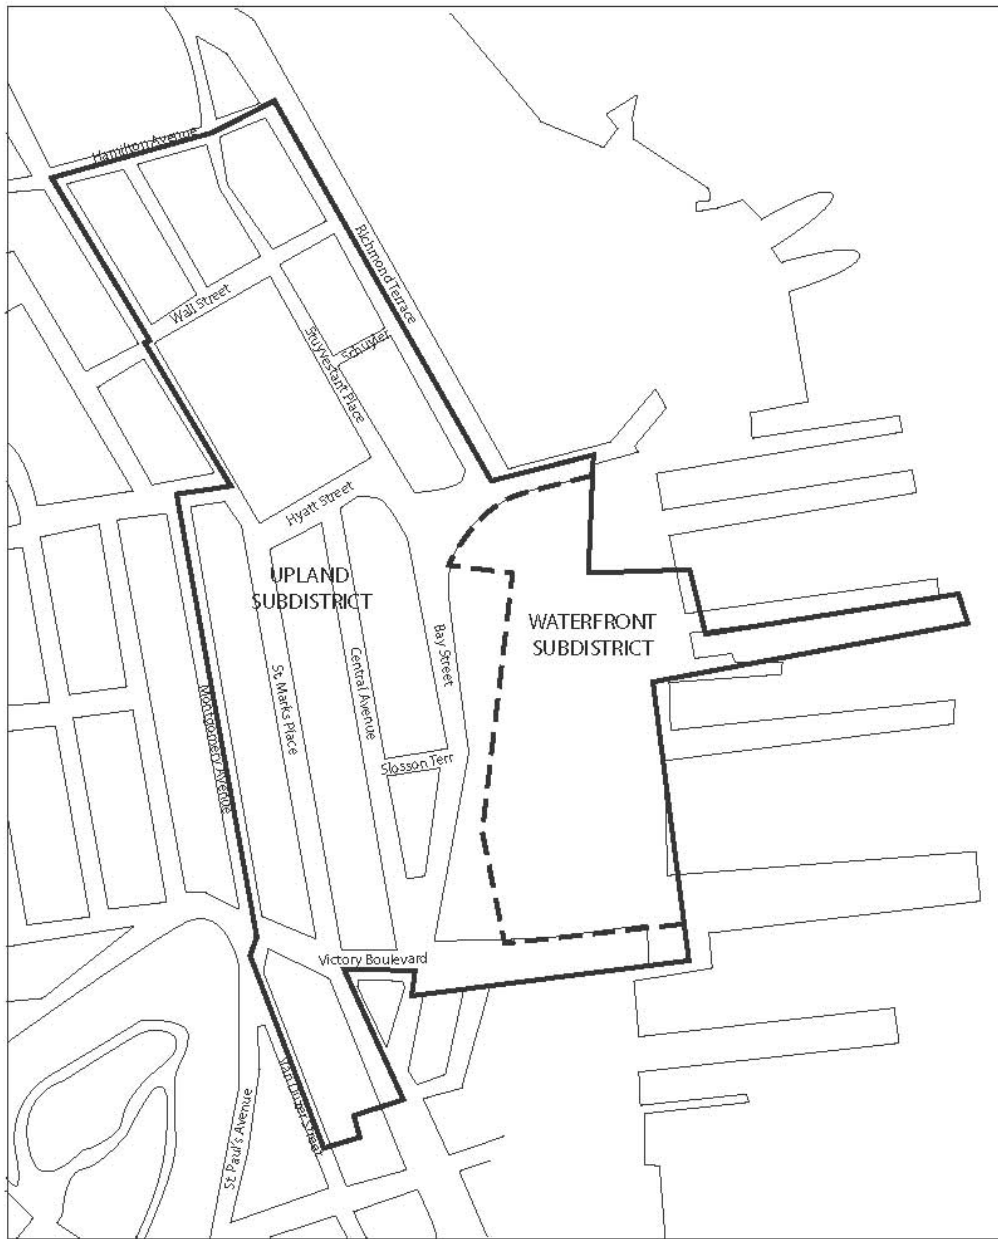 Hamilton Avenue
Richmond Terrace
Wall Street
Schuyler
Stuyvestant Place
Hyatt Street
UPLAND
SUBDISTRICT
WATERFRONT
SUBDISTRICT
Bay Street
Central Avenue
St. Marks Place
Montgomery Avenue
Slosson Terr
Victory Boulevard
Van Duzer Street
St. Paul's Avenue